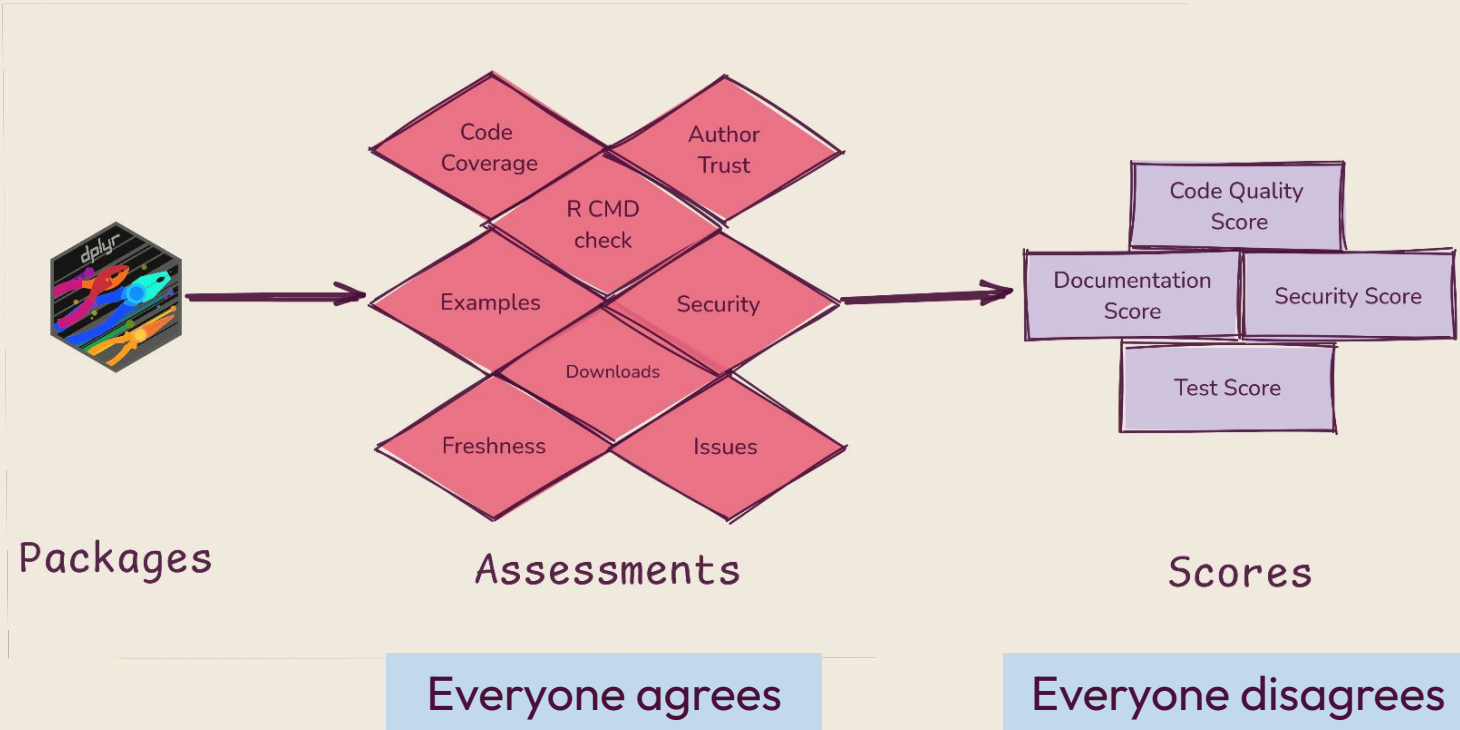 dplyr
Code
Coverage
Author
Trust
R CMD
check
Examples
Security
Downloads
Freshness
Issues
Code Quality
Score
Documentation
Score
Security Score
Test Score
Packages
Assessments
Scores
Everyone agrees
Everyone disagrees